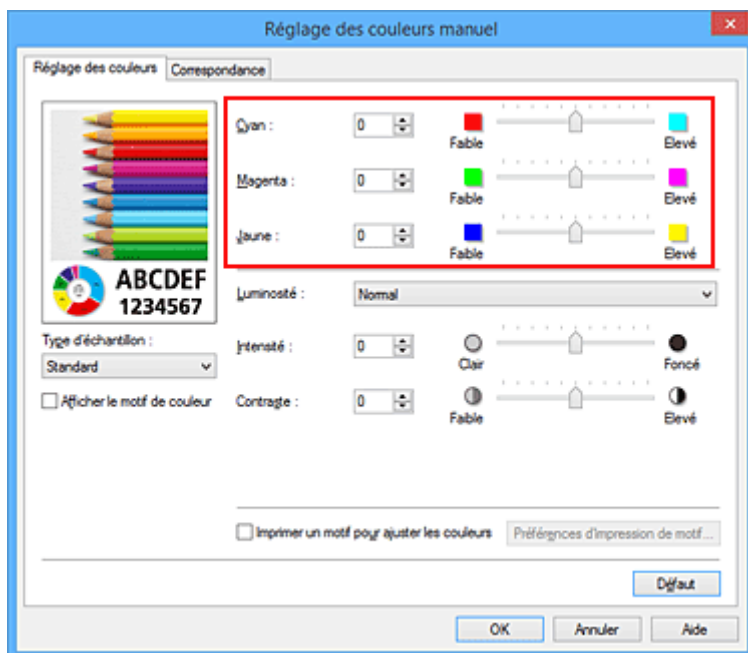 Réglage des couleurs manuel
Réglage des couleurs
Correspondance
Cyan :
0
Fable
Elevé
Magenta :
0
Fable
Elevé
Jaune :
0
Fable
Elevé
ABCDEF
1234567
Luminosité :
Normal
Type d'échantillon :
Standard
Intensité :
0
Clair
Foncé
Afficher le motif de couleur
Contraste :
0
Faible
Elevé
Imprimer un motif pour ajuster les couleurs
Préférences d'impression de motif...
Défaut
OK
Annuler
Aide